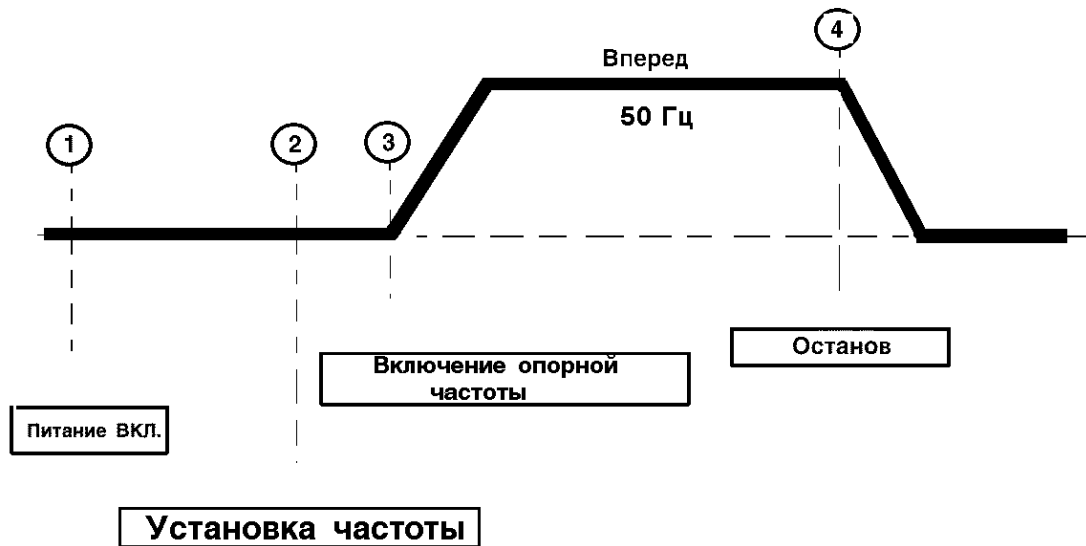 4
Вперед
50 Гц
1
2
3
Останов
Включение опорной
частоты
Питание ВКЛ.
Установка частоты